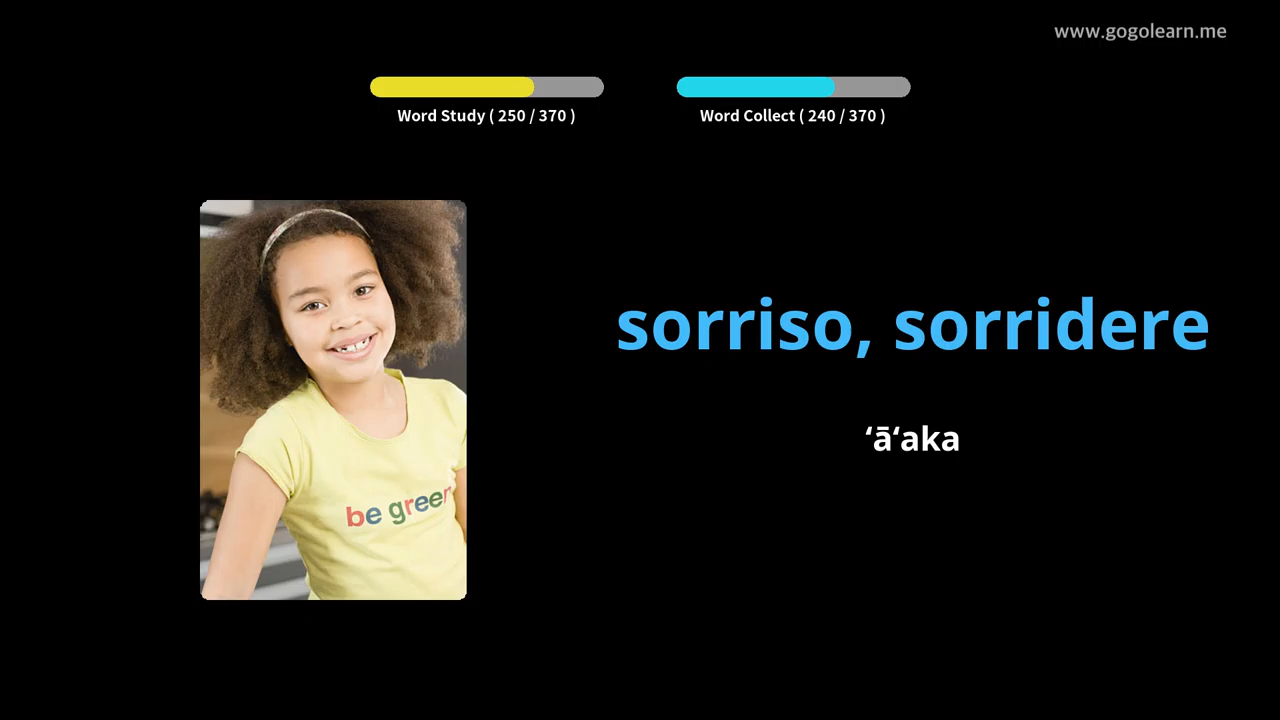 www.gogolearn.me
Word Study ( 250 / 370 )
Word Collect ( 240 / 370 )
sorriso, sorridere
ʻāʻaka
be green